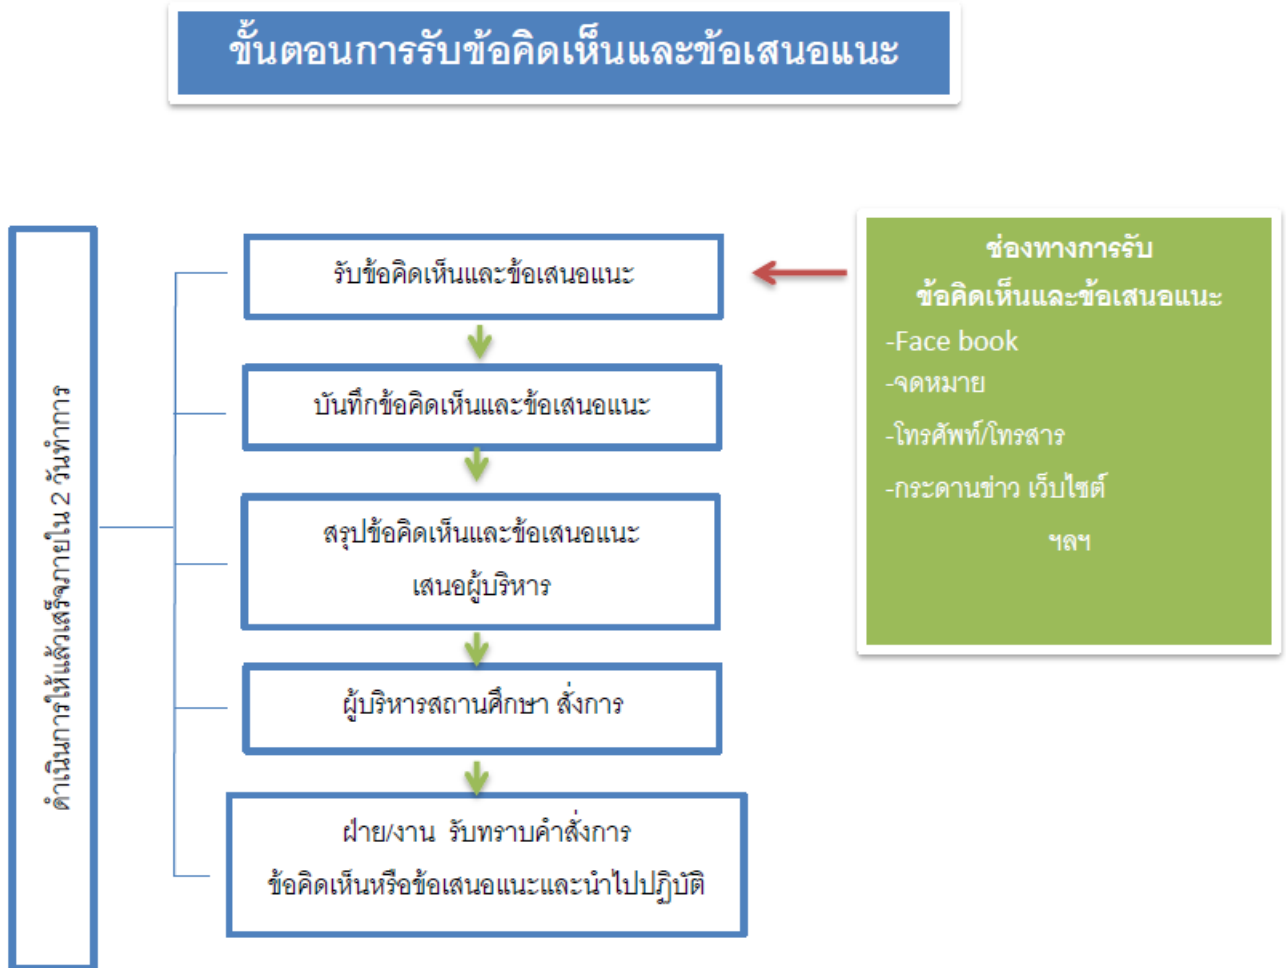 ขั้นตอนการรับข้อคิดเห็นและข้อเสนอแนะ
ดำเนินการให้แล้วเสร็จภายใน 2 วันทำการ
รับข้อคิดเห็นและข้อเสนอแนะ
บันทึกข้อคิดเห็นและข้อเสนอแนะ
สรุปข้อคิดเห็นและข้อเสนอแนะ
เสนอผู้บริหาร
ผู้บริหารสถานศึกษา สั่งการ
ฝ่าย/งาน รับทราบคำสั่งการ
ข้อคิดเห็นหรือข้อเสนอแนะและนำไปปฏิบัติ
ช่องทางการรับ
ข้อคิดเห็นและข้อเสนอแนะ
-Face book
-จดหมาย
-โทรศัพท์/โทรสาร
-กระดานข่าว เว็บไซต์
ฯลฯ